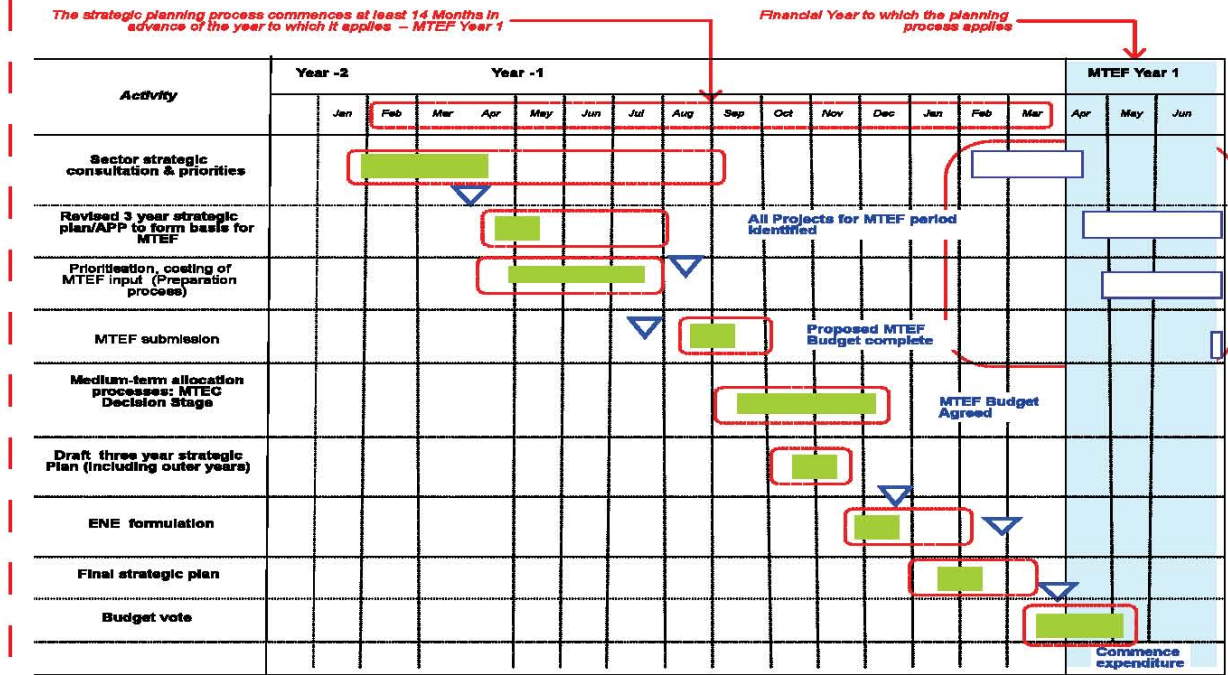 The strategic planning process commences at least 14 Months in
advance of the year to which it applies – MTEF Year 1
Financial Year to which the planning
process applies
Activity
Year -2
Year -1
MTEF Year 1
Jan
Feb
Mar
Apr
May
Jun
Jul
Aug
Sep
Oct
Nov
Dec
Jan
Feb
Mar
Apr
May
Jun
Sector strategic
consultation & priorities
Revised 3 year strategic
plan/APP to form basis for
MTEF
All Projects for MTEF period
Identified
Prioritisation, costing of
MTEF input (Preparation
process)
MTEF submission
Proposed MTEF
Budget complete
Medium-term allocation
processes: MTEC
Decision Stage
MTEF Budget
Agreed
Draft three year strategic
Plan (including outer years)
ENE formulation
Final strategic plan
Budget vote
Commence
expenditure